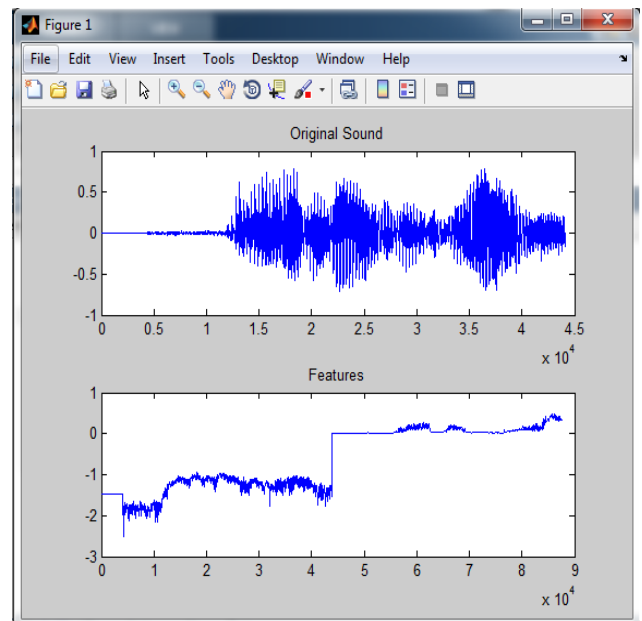 Figure 1
File Edit View Insert Tools Desktop Window Help
Original Sound
1
0.5
0
-0.5
-1
0 0.5 1 1.5 2 2.5 3 3.5 4 4.5
x 10^4
Features
1
0
-1
-2
-3
0 1 2 3 4 5 6 7 8 9
x 10^4